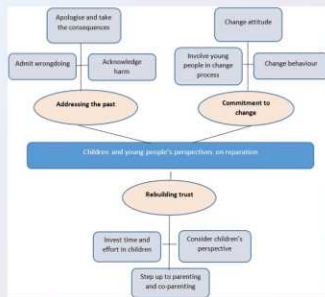 Apologise and take
the consequences
Change attitude
Admit wrongdoing
Acknowledge
harm
Involve young
people in change
process
Change behaviour
Addressing the past
Commitment to
change
Children and young people's perspectives on reparation
Rebuilding trust
Invest time and
effort in children
Consider children's
perspective
Step up to parenting
and co-parenting